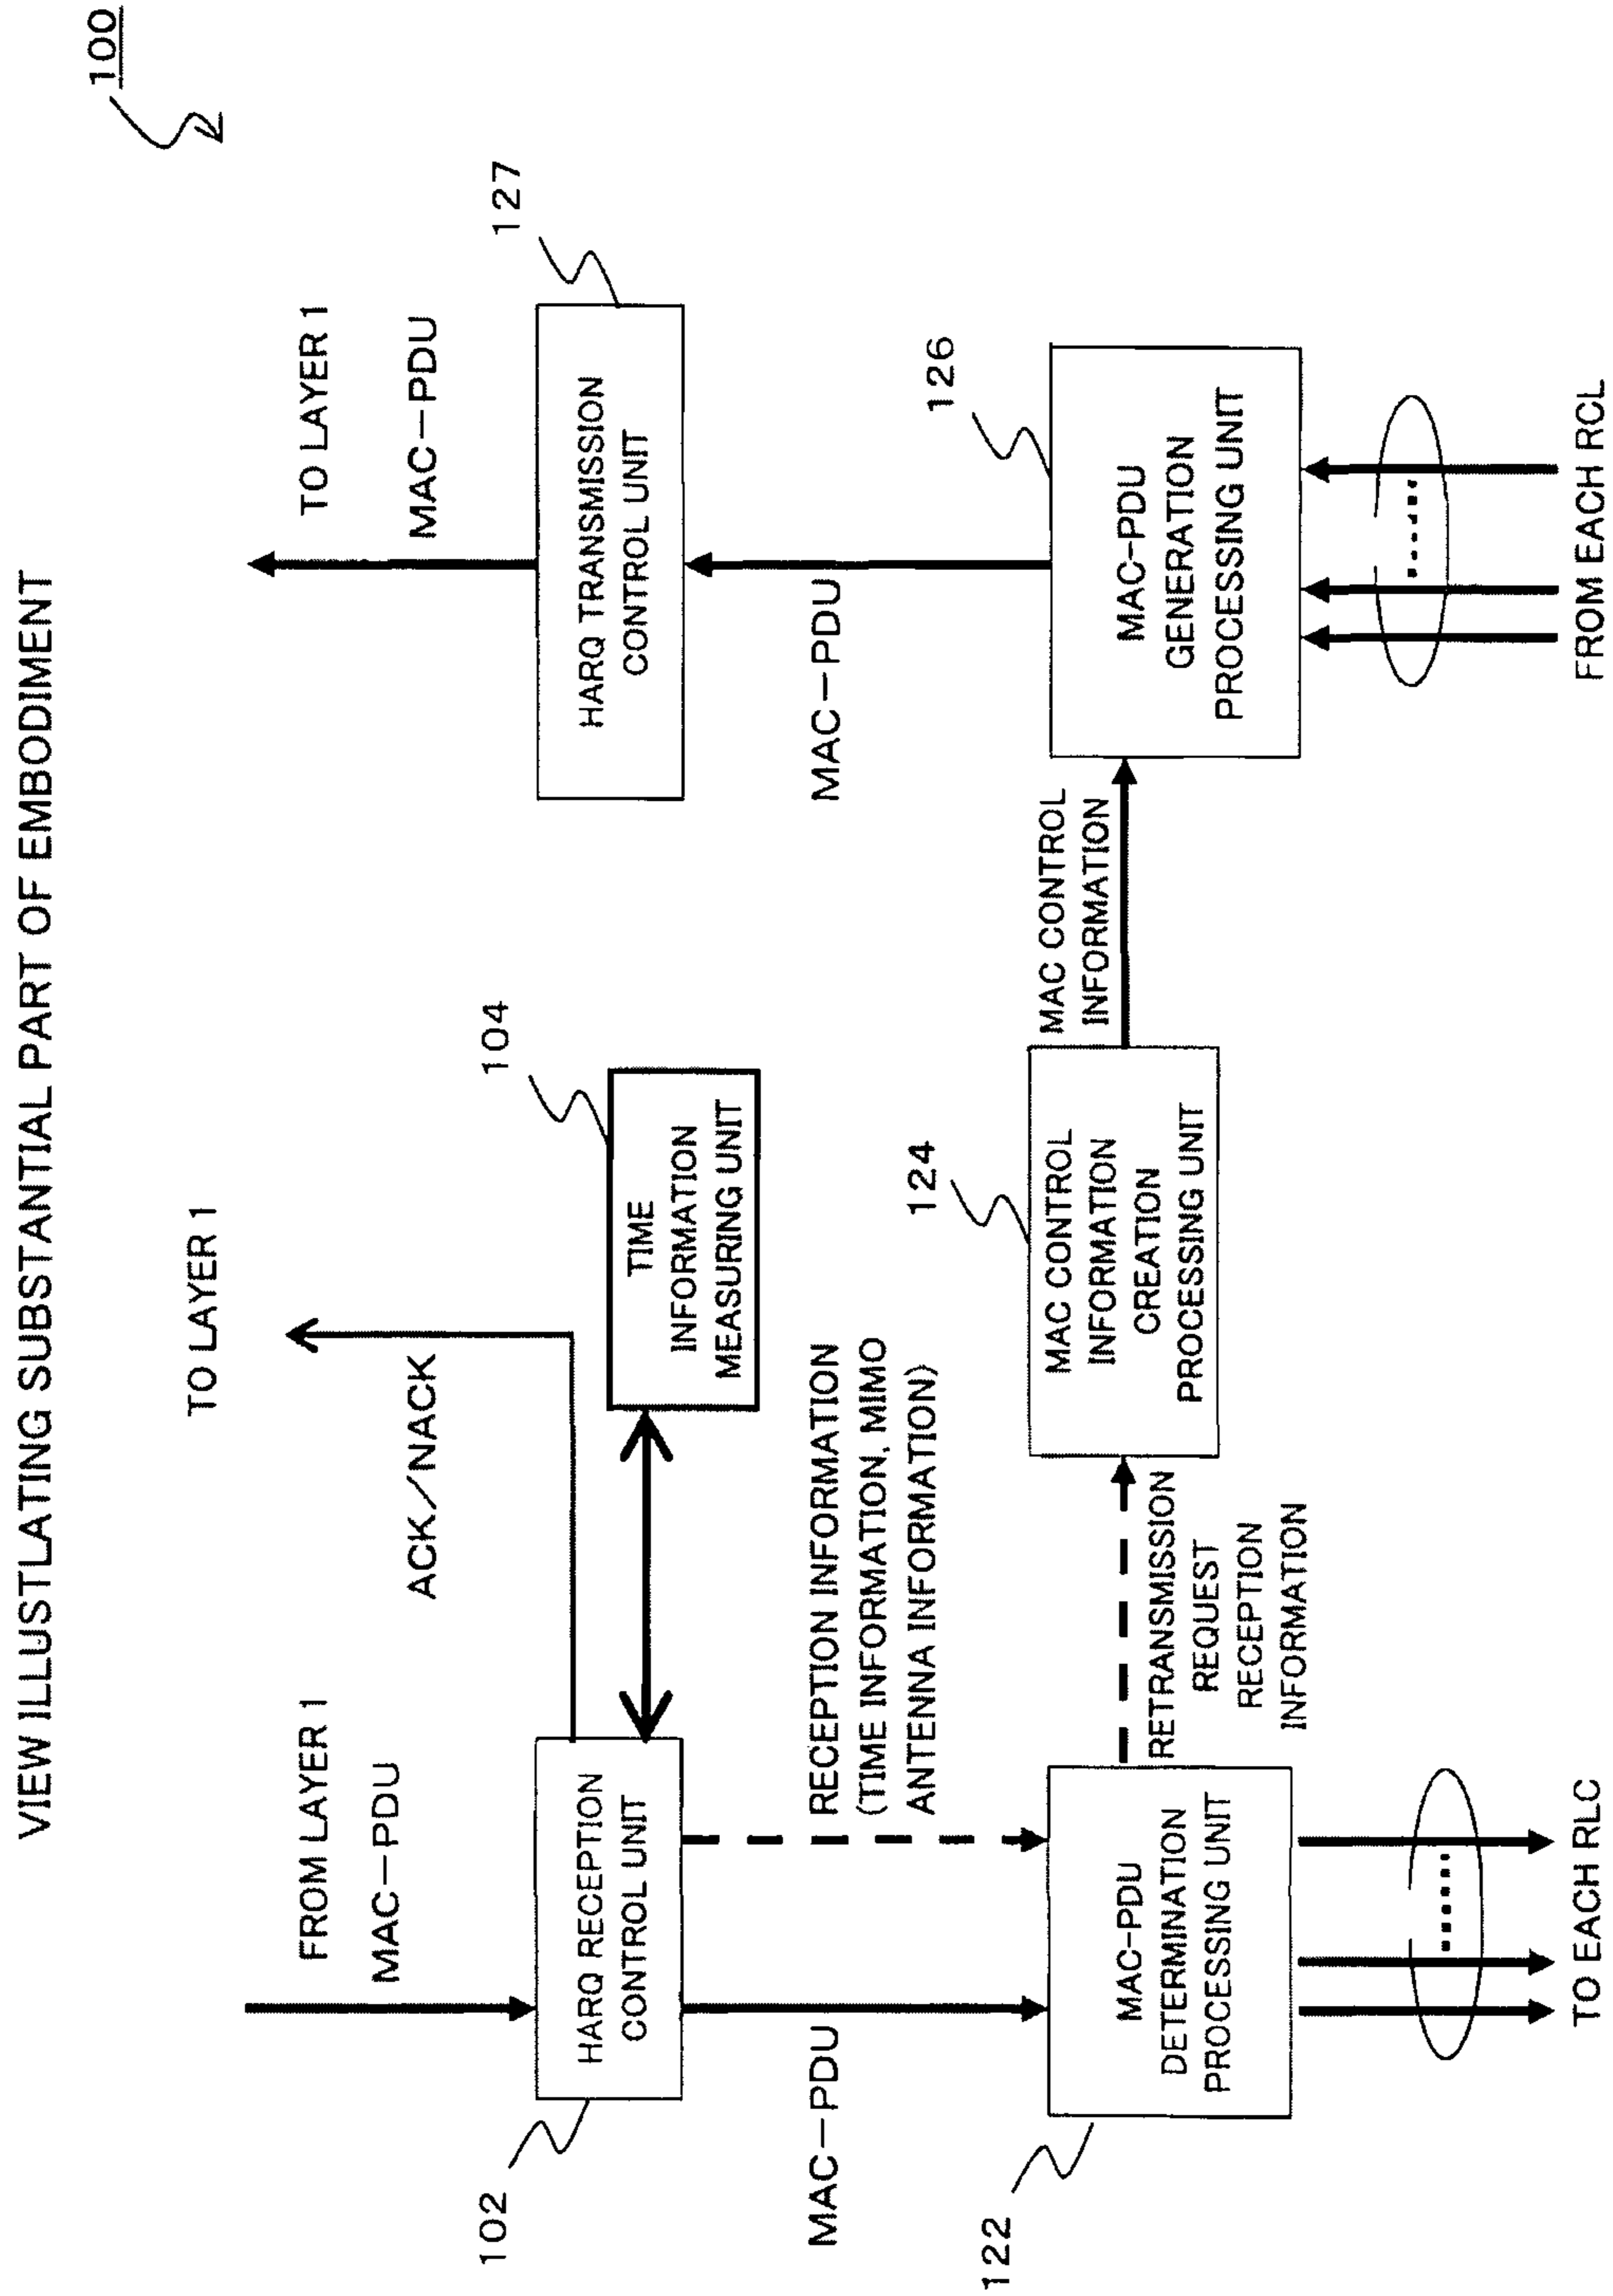 VIEW ILLUSTLATING SUBSTANTIAL PART OF EMBODIMENT
100
FROM LAYER 1
MAC-PDU
TO LAYER 1
ACK/NACK
TO LAYER 1
MAC-PDU
102
HARQ RECEPTION
CONTROL UNIT
104
TIME
INFORMATION
MEASURING UNIT
127
HARQ TRANSMISSION
CONTROL UNIT
MAC-PDU
RECEPTION INFORMATION
(TIME INFORMATION, MIMO
ANTENNA INFORMATION)
MAC-PDU
122
MAC-PDU
DETERMINATION
PROCESSING UNIT
RETRANSMISSION
REQUEST
RECEPTION
INFORMATION
124
MAC CONTROL
INFORMATION
CREATION
PROCESSING UNIT
MAC CONTROL
INFORMATION
126
MAC-PDU
GENERATION
PROCESSING UNIT
TO EACH RLC
FROM EACH RCL